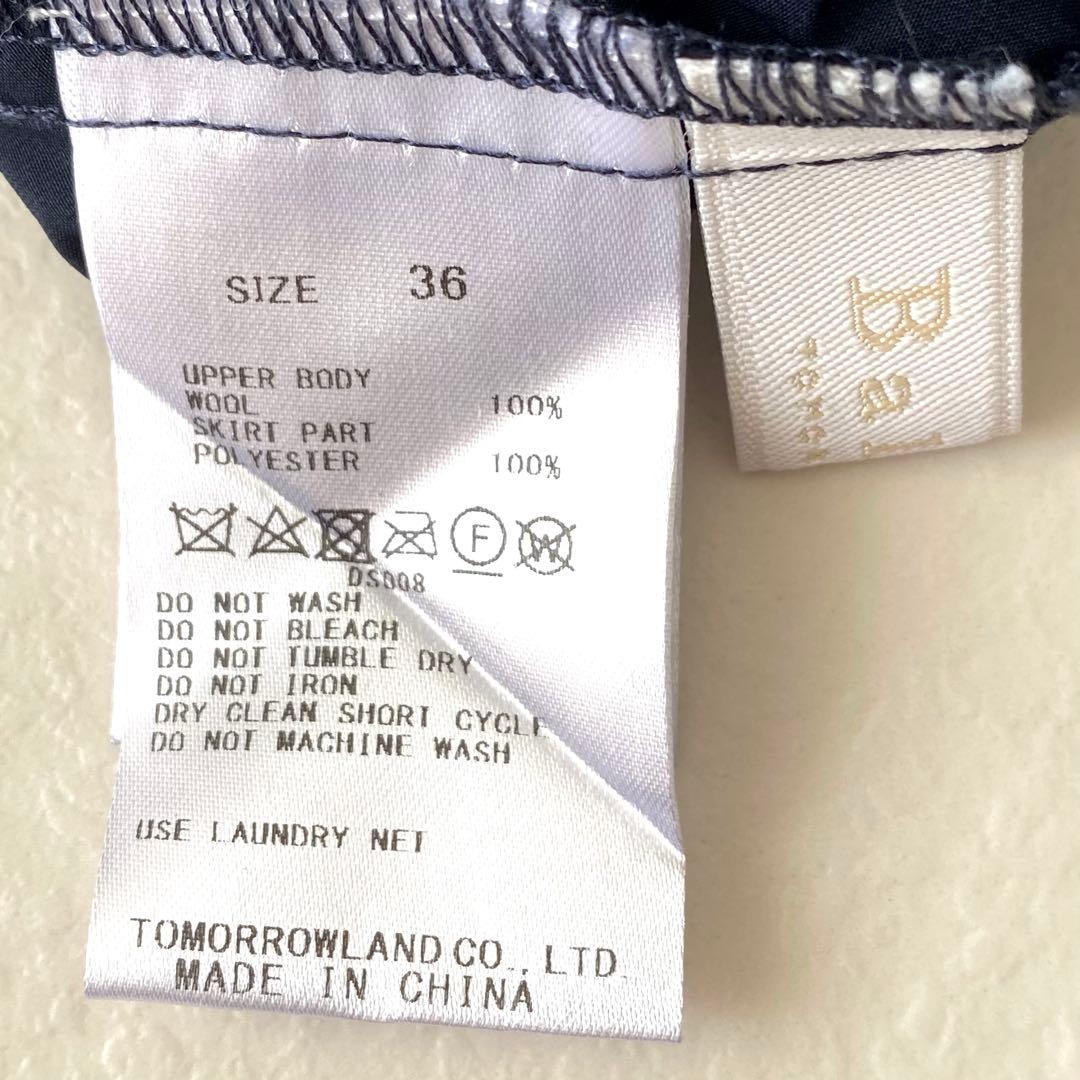 SIZE 36
UPPER BODY
WOOL 100%
SKIRT PART
POLYESTER 100%
F W
DS008
DO NOT WASH
DO NOT BLEACH
DO NOT TUMBLE DRY
DO NOT IRON
DRY CLEAN SHORT CYCLE
DO NOT MACHINE WASH
USE LAUNDRY NET
TOMORROWLAND CO., LTD.
MADE IN CHINA
Ba